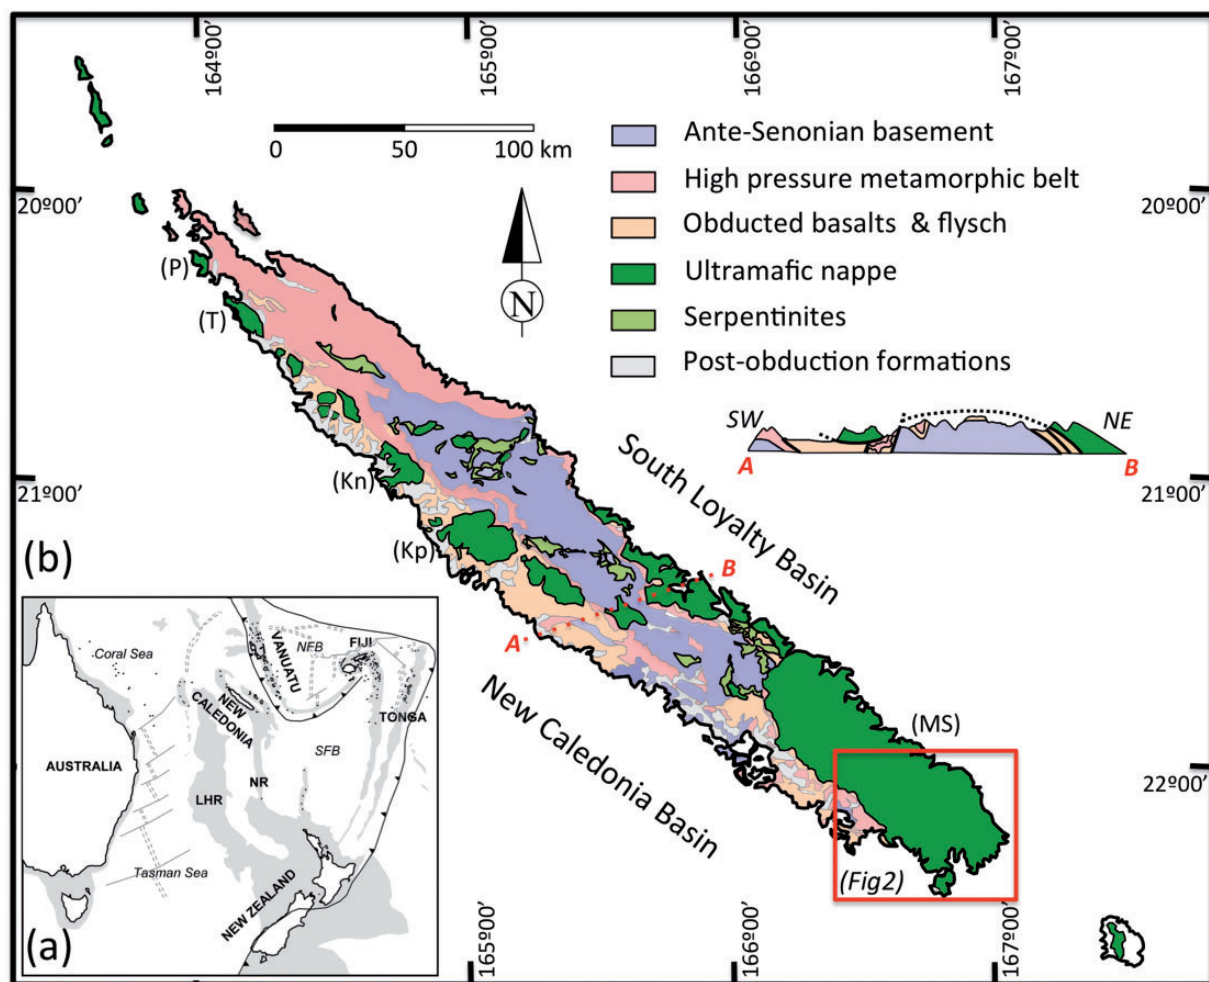 164º00'
165º00'
166º00'
167º00'
0
50
100 km
Ante-Senonian basement
High pressure metamorphic belt
Obducted basalts & flysch
Ultramafic nappe
Serpentinites
Post-obduction formations
N
20º00'
20º00'
(P)
(T)
(Kn)
(Kp)
SW
NE
A
B
21º00'
21º00'
South Loyalty Basin
B
A
New Caledonia Basin
(MS)
22º00'
(Fig2)
(b)
Coral Sea
VANUATU
NFB
FIJI
NEW
CALEDONIA
TONGA
AUSTRALIA
SFB
NR
LHR
Tasman Sea
NEW ZEALAND
(a)
165º00'
166º00'
167º00'